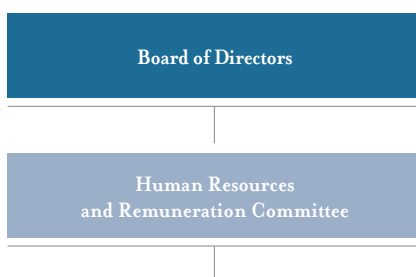 Board of Directors
Human Resources
and Remuneration Committee